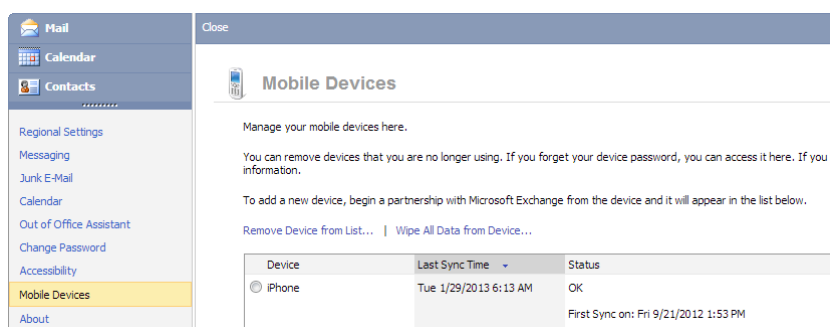 Mail
Close
Calendar
Contacts
Mobile Devices
Regional Settings
Messaging
Junk E-Mail
Calendar
Out of Office Assistant
Change Password
Accessibility
Mobile Devices
About
Manage your mobile devices here.
You can remove devices that you are no longer using. If you forget your device password, you can access it here. If you
information.
To add a new device, begin a partnership with Microsoft Exchange from the device and it will appear in the list below.
Remove Device from List... | Wipe All Data from Device...
Device Last Sync Time Status
iPhone Tue 1/29/2013 6:13 AM OK
First Sync on: Fri 9/21/2012 1:53 PM